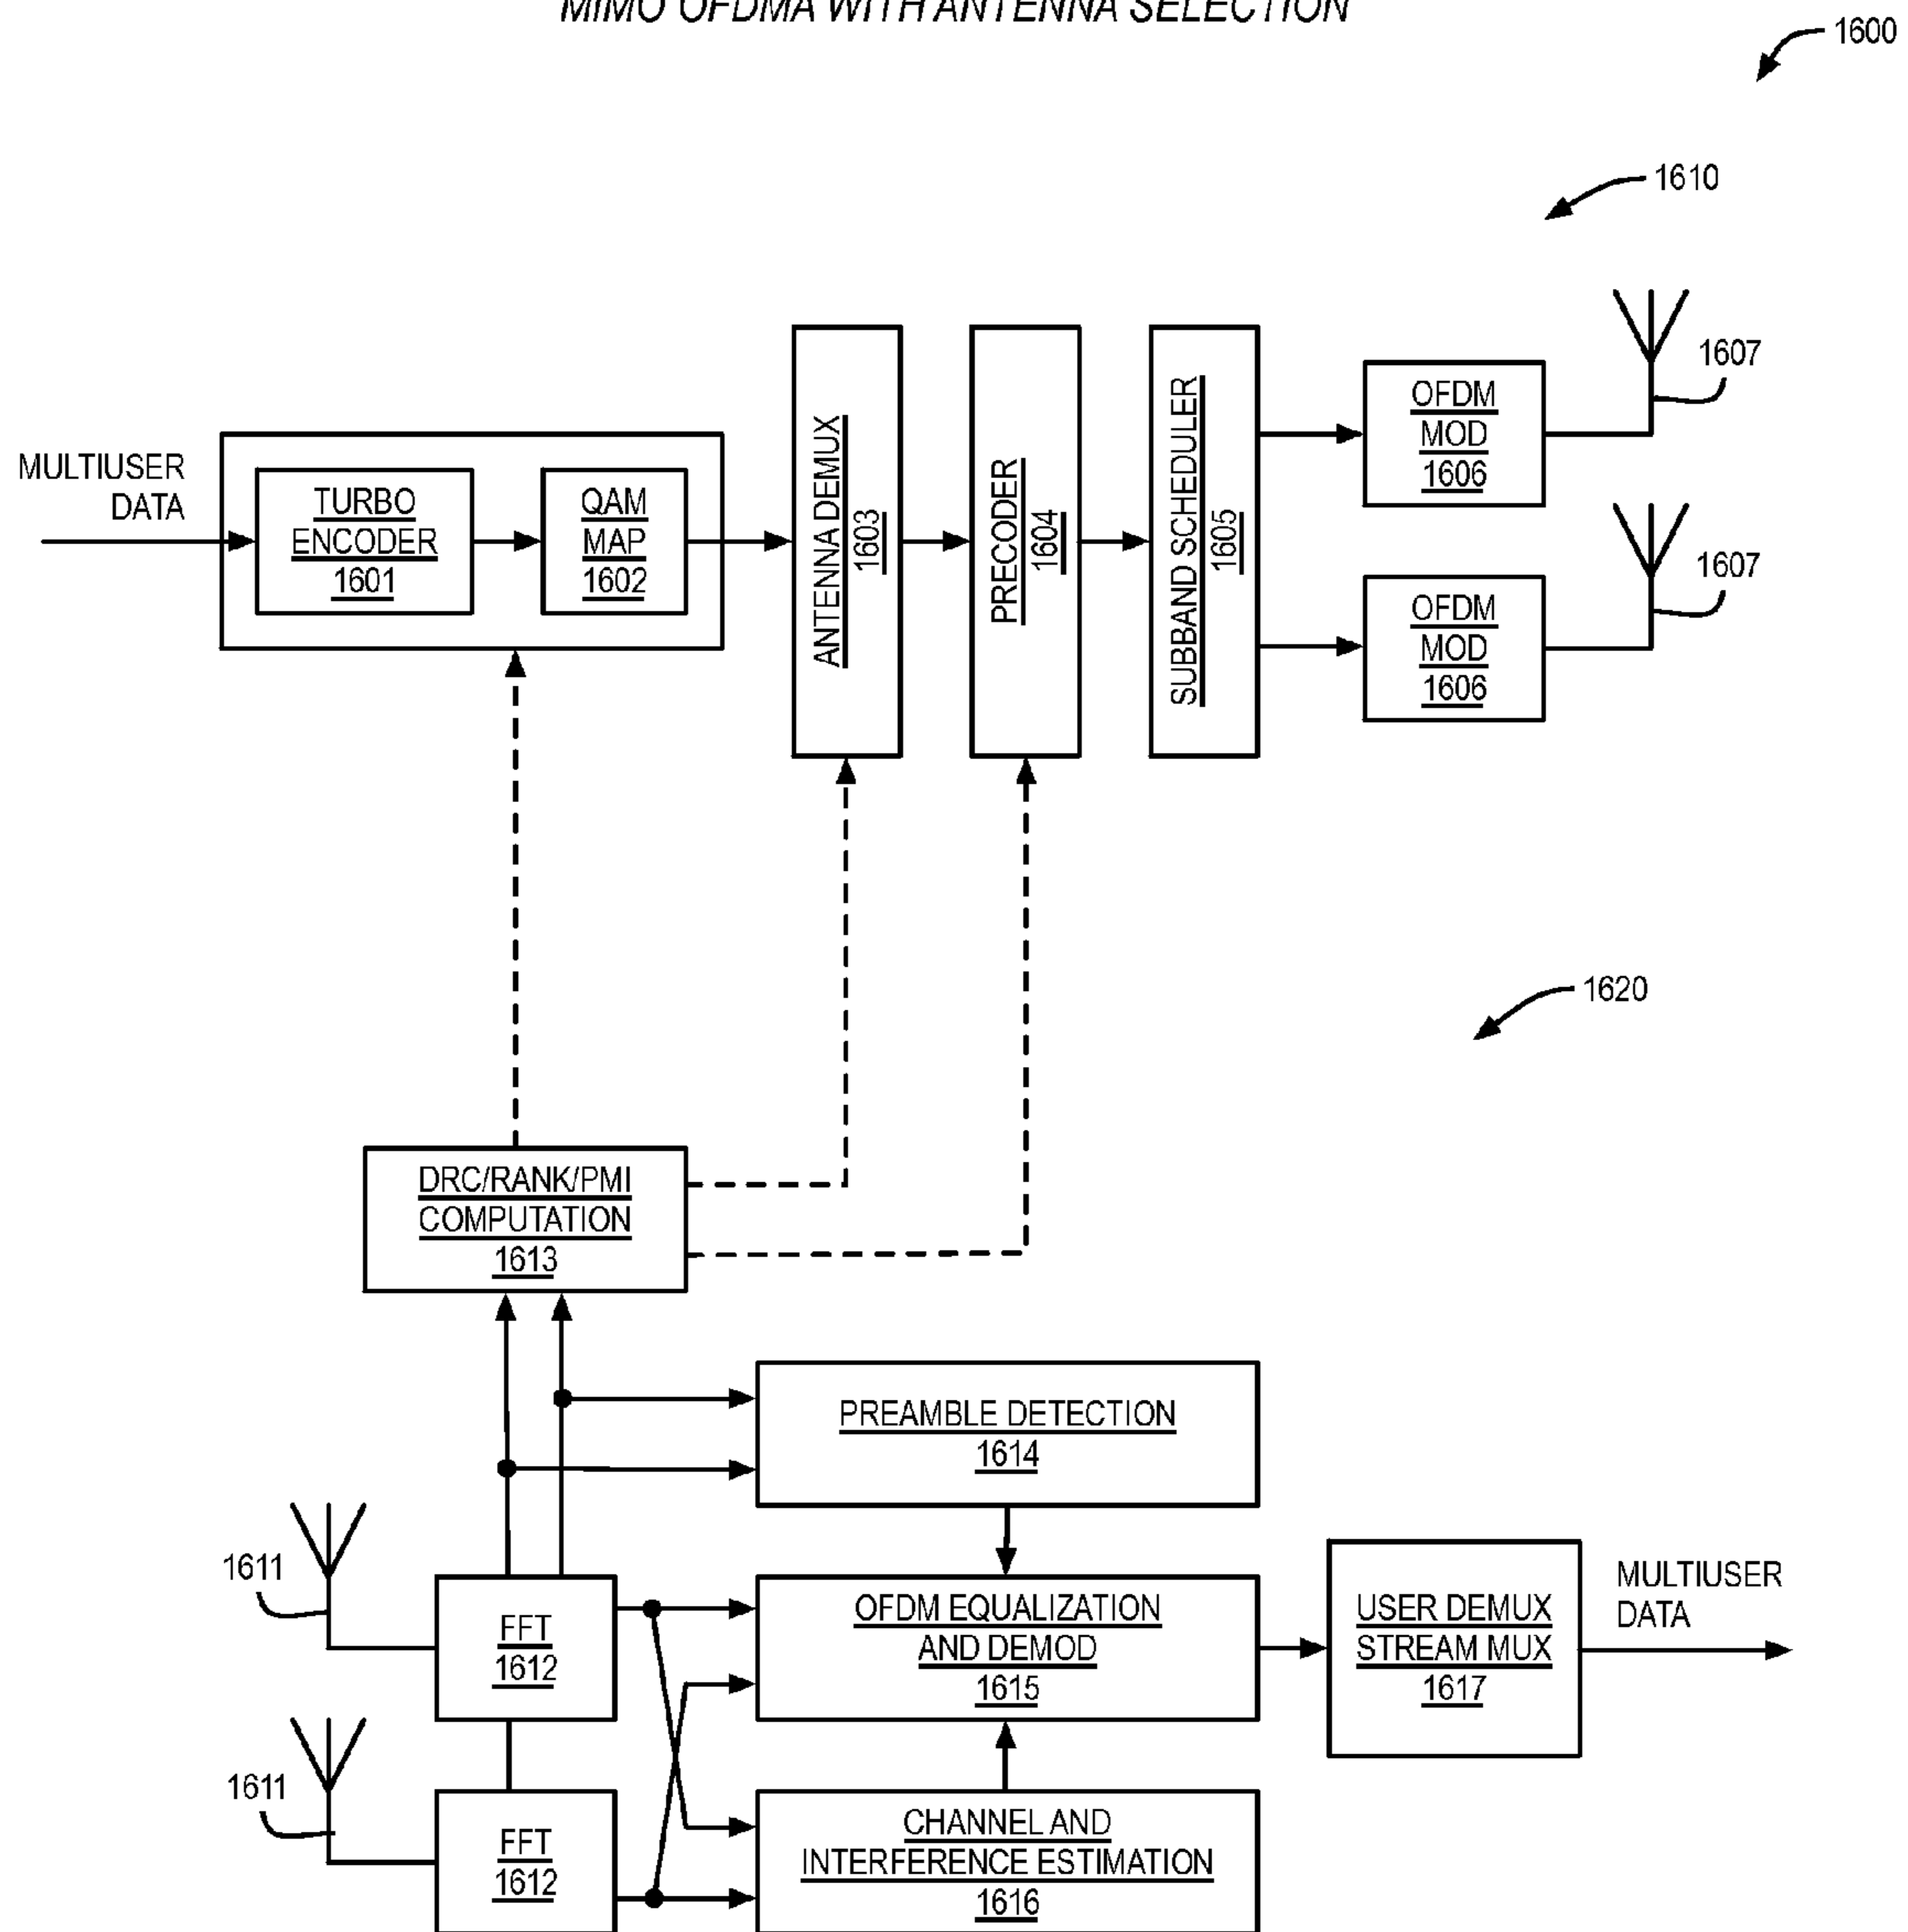 MIMO OFDMA WITH ANTENNA SELECTION
1600
1610
MULTIUSER
DATA
TURBO
ENCODER
1601
QAM
MAP
1602
ANTENNA DEMUX
1603
PRECODER
1604
SUBBAND SCHEDULER
1605
OFDM
MOD
1606
1607
OFDM
MOD
1606
1607
1620
DRC/RANK/PMI
COMPUTATION
1613
PREAMBLE DETECTION
1614
1611
FFT
1612
OFDM EQUALIZATION
AND DEMOD
1615
USER DEMUX
STREAM MUX
1617
MULTIUSER
DATA
1611
FFT
1612
CHANNEL AND
INTERFERENCE ESTIMATION
1616